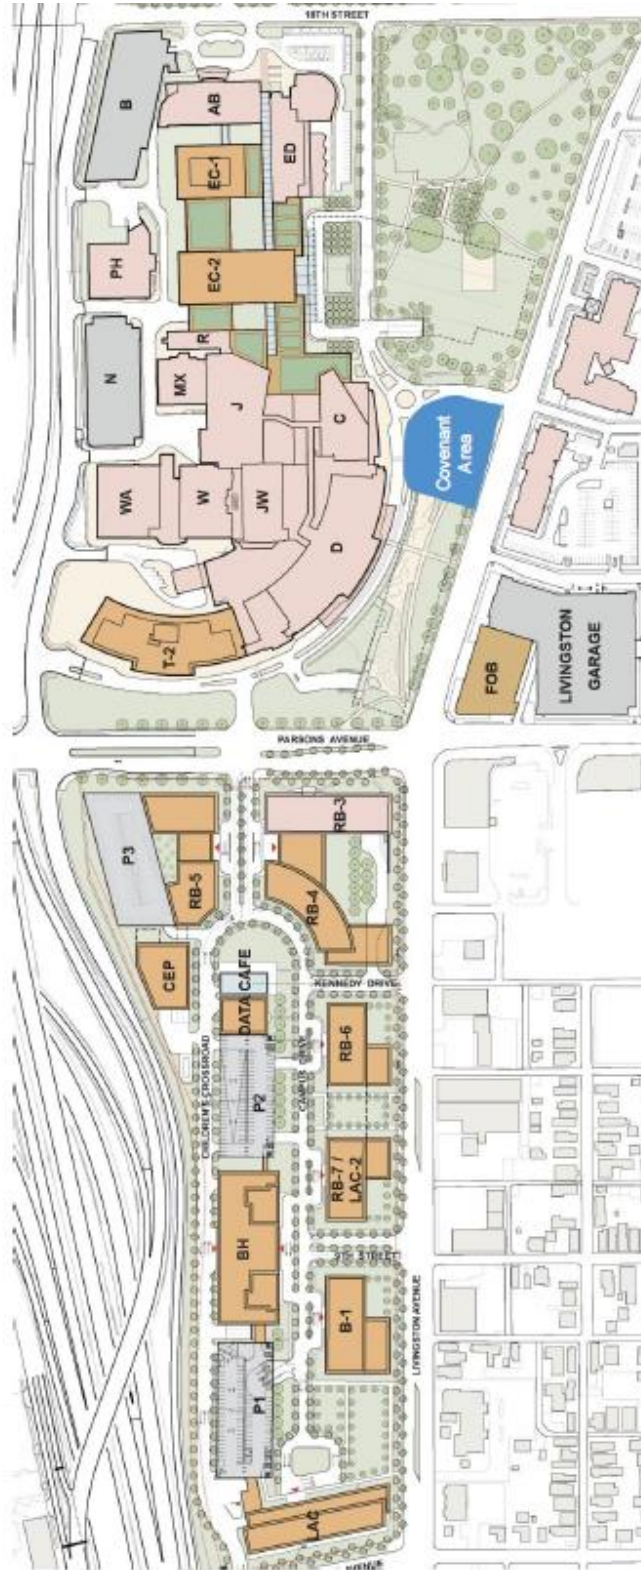 18TH STREET
B
AB
ED
EC-1
PH
EC-2
R
N
MX
J
C
Covenant
Area
WA
W
JW
D
T-2
FOB
LIVINGSTON
GARAGE
PARSONS AVENUE
P3
RB-3
RB-5
RB-4
CEP
DATA CAFE
KENNEDY DRIVE
CHILDREN'S CROSSROAD
P2
CAMPUS DRIVE
RB-6
RB-7 /
LAC-2
BH
9TH STREET
B-1
LIVINGSTON AVENUE
P1
LAC
AVENUE